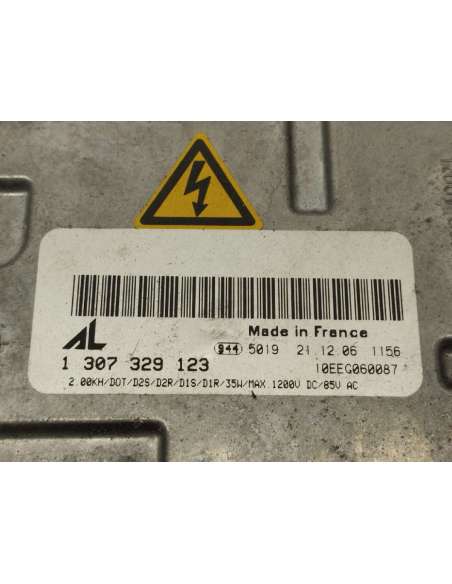 AL
Made in France
944 5019 21.12.06 1156
1 307 329 123
10EEG060087
2.00KH/DOT/D2S/D2R/D1S/D1R/35W/MAX.1200V DC/85V AC